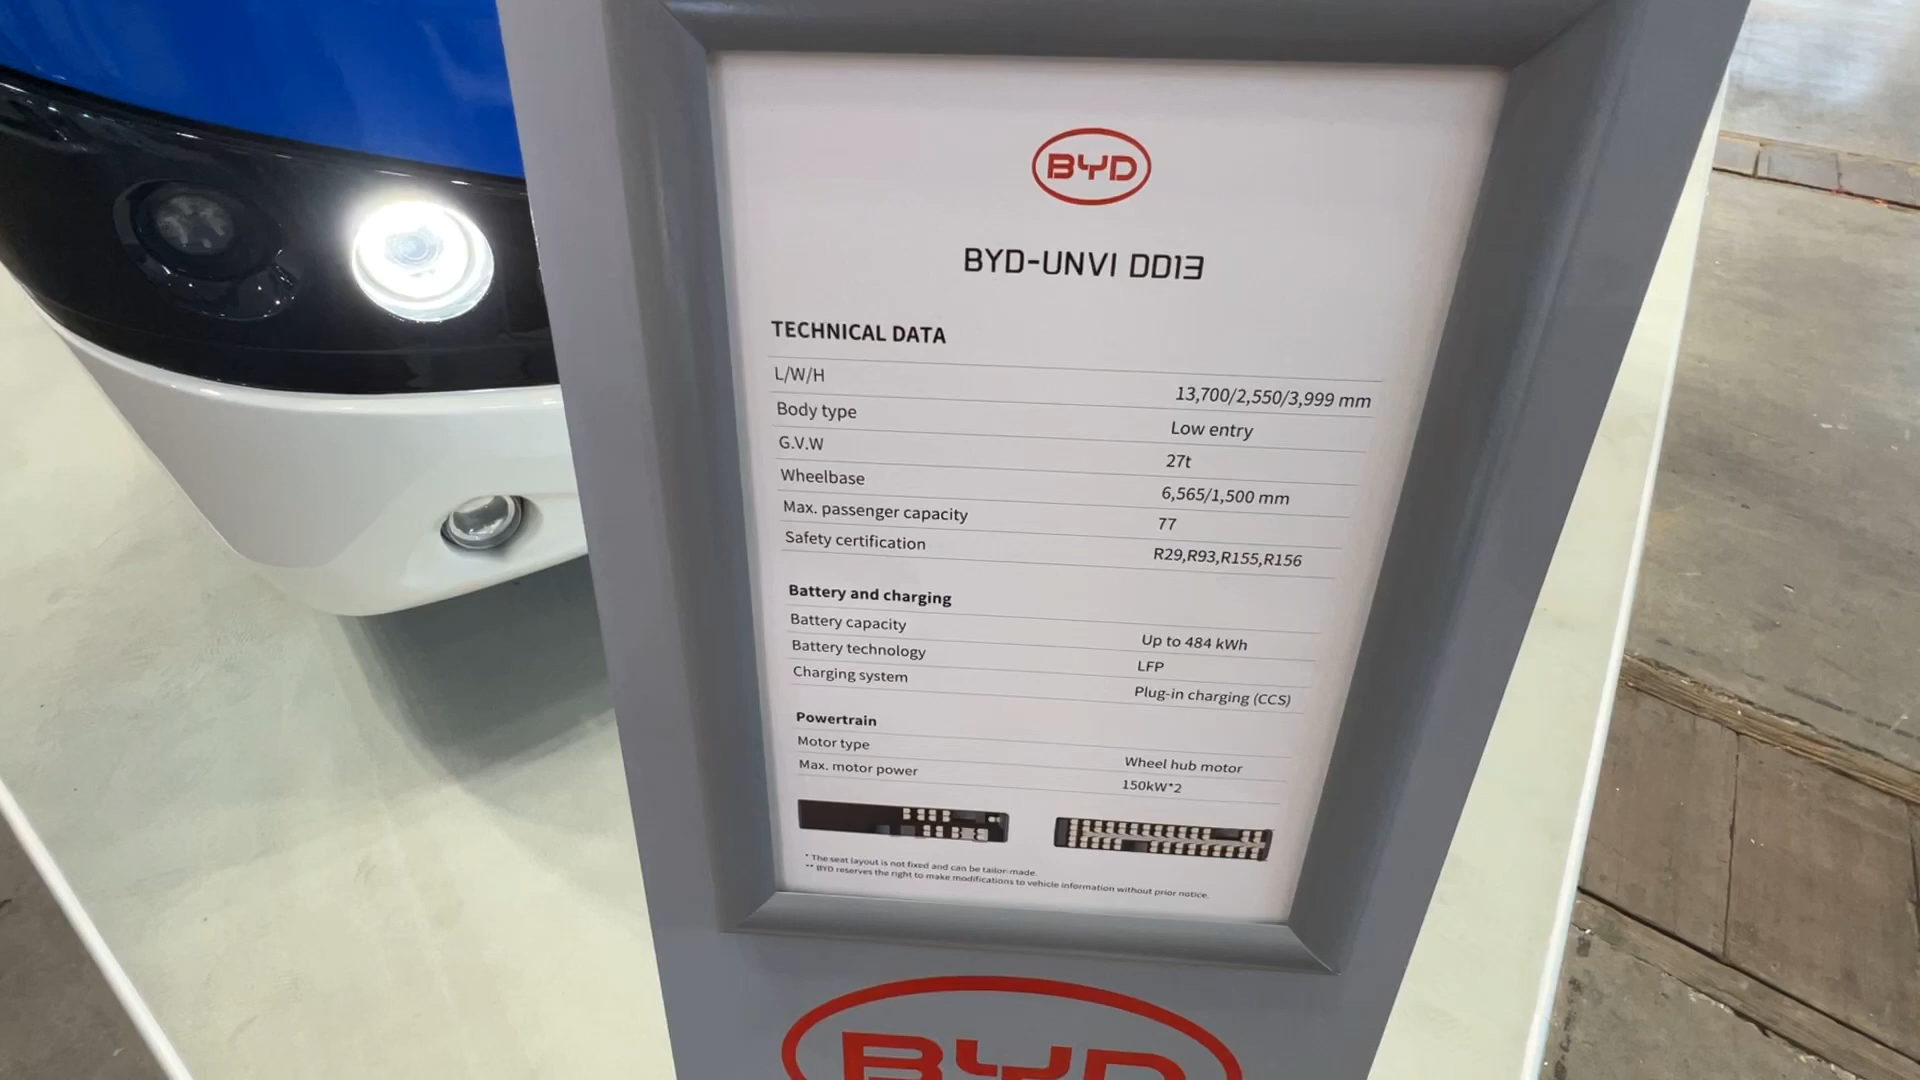 BYD
BYD-UNVI DD13
TECHNICAL DATA
L/W/H 13,700/2,550/3,999 mm
Body type Low entry
G.V.W 27t
Wheelbase 6,565/1,500 mm
Max. passenger capacity 77
Safety certification R29,R93,R155,R156
Battery and charging
Battery capacity Up to 484 kWh
Battery technology LFP
Charging system Plug-in charging (CCS)
Powertrain
Motor type Wheel hub motor
Max. motor power 150kW*2
* The seat layout is not fixed and can be tailor-made.
** BYD reserves the right to make modifications to vehicle information without prior notice.
BYD